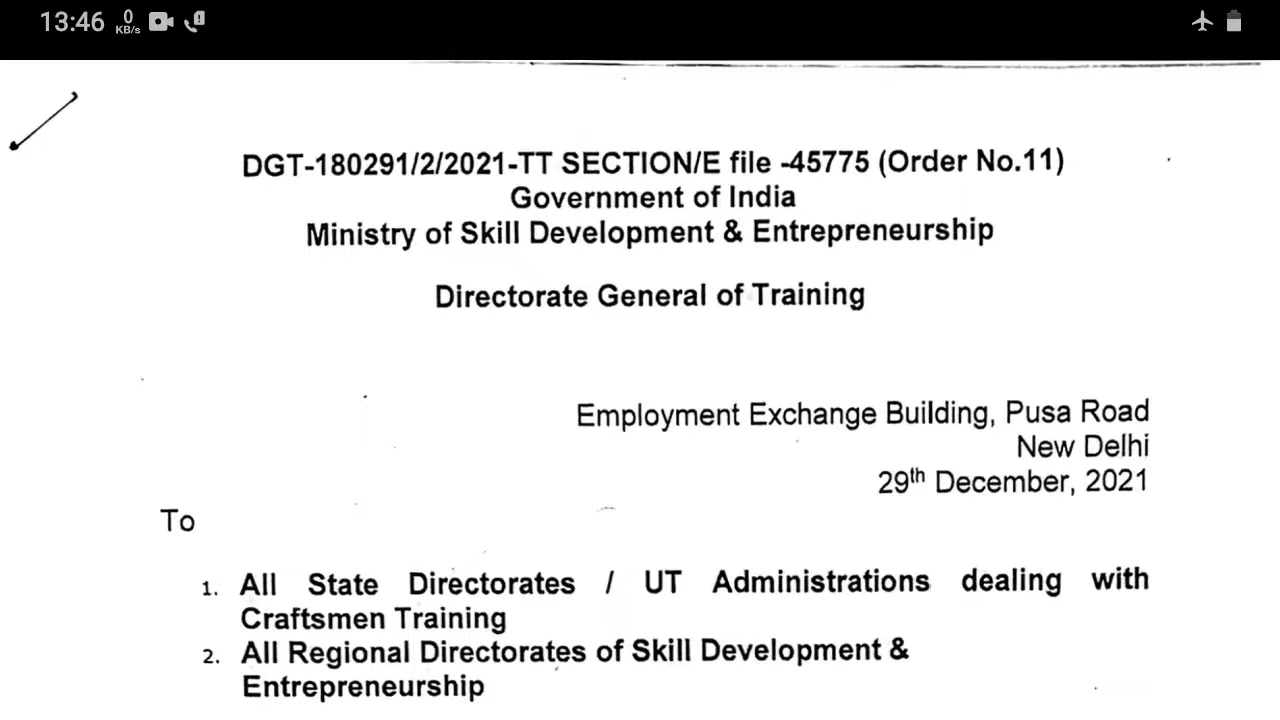 13:46 0 KB/s
DGT-180291/2/2021-TT SECTION/E file -45775 (Order No.11)
Government of India
Ministry of Skill Development & Entrepreneurship
Directorate General of Training
Employment Exchange Building, Pusa Road
New Delhi
29th December, 2021
To
1. All State Directorates / UT Administrations dealing with
Craftsmen Training
2. All Regional Directorates of Skill Development &
Entrepreneurship